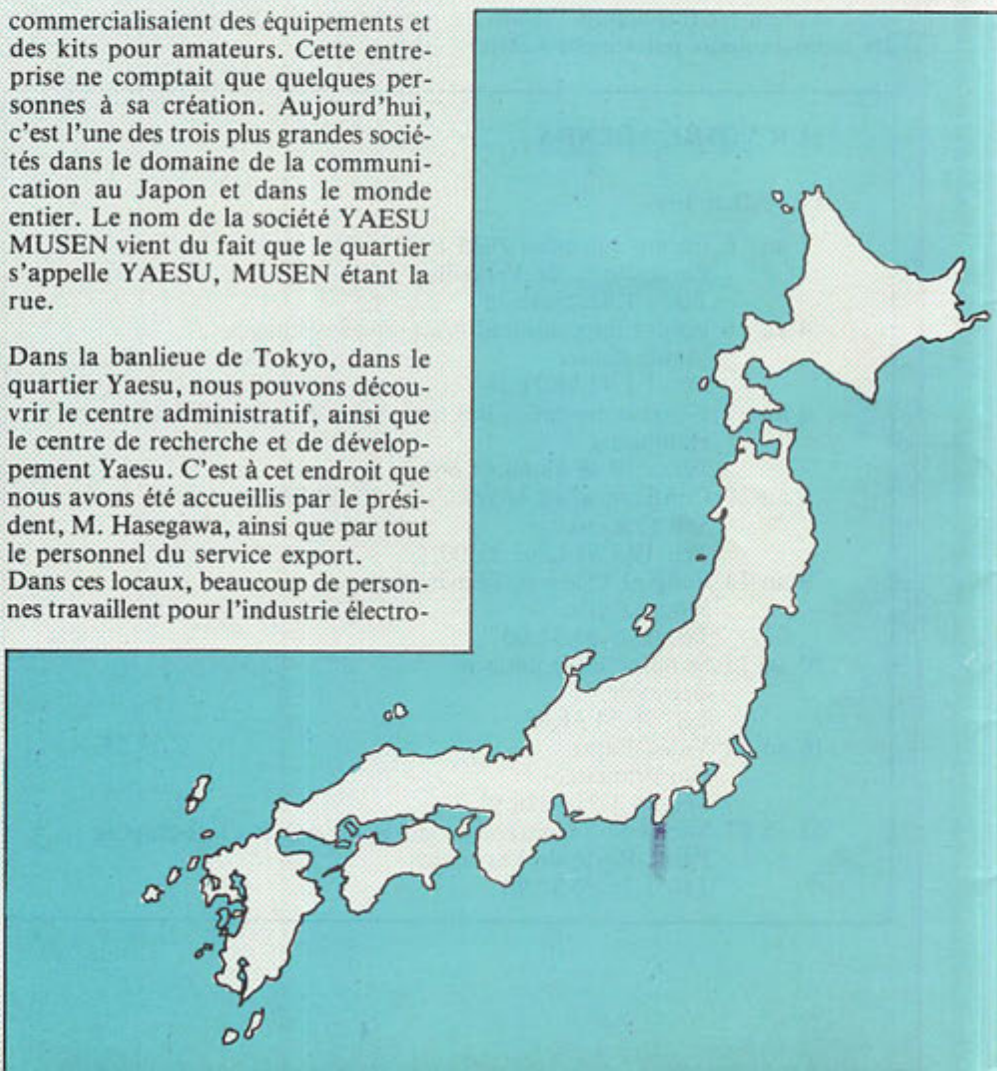 commercialisaient des équipements et
des kits pour amateurs. Cette entre-
prise ne comptait que quelques per-
sonnes à sa création. Aujourd'hui,
c'est l'une des trois plus grandes socié-
tés dans le domaine de la communi-
cation au Japon et dans le monde
entier. Le nom de la société YAESU
MUSEN vient du fait que le quartier
s'appelle YAESU, MUSEN étant la
rue.
Dans la banlieue de Tokyo, dans le
quartier Yaesu, nous pouvons décou-
vrir le centre administratif, ainsi que
le centre de recherche et de dévelop-
pement Yaesu. C'est à cet endroit que
nous avons été accueillis par le prési-
dent, M. Hasegawa, ainsi que par tout
le personnel du service export.
Dans ces locaux, beaucoup de person-
nes travaillent pour l'industrie électro-